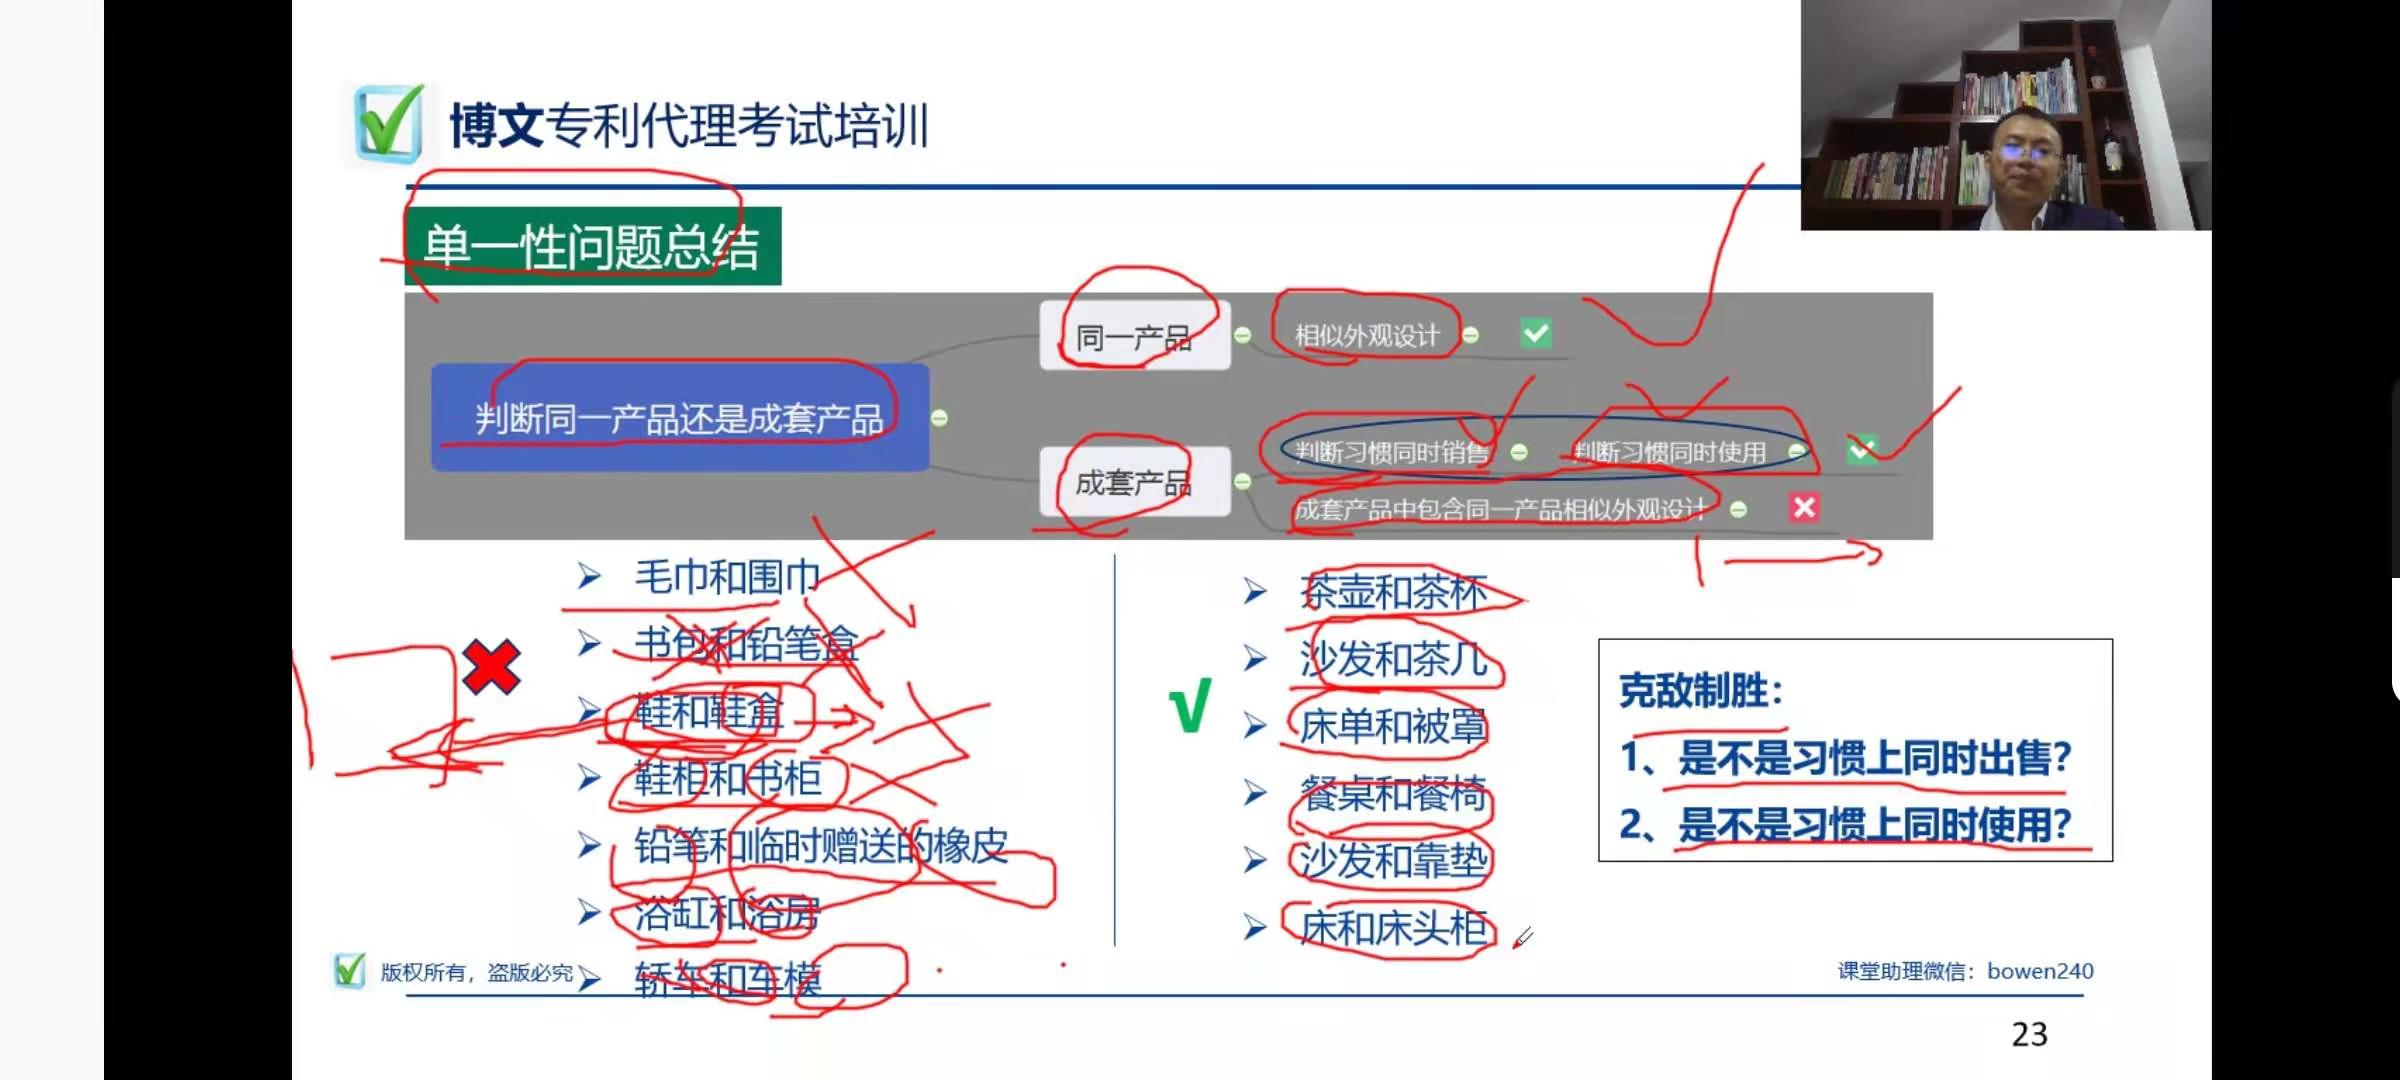 博文专利代理考试培训
单一性问题总结
判断同一产品还是成套产品
同一产品
相似外观设计
成套产品
判断习惯同时销售
判断习惯同时使用
成套产品中包含同一产品相似外观设计
毛巾和围巾
书包和铅笔盒
鞋和鞋盒
鞋柜和书柜
铅笔和临时赠送的橡皮
浴缸和浴房
轿车和车模
茶壶和茶杯
沙发和茶几
床单和被罩
餐桌和餐椅
沙发和靠垫
床和床头柜
克敌制胜：
1、是不是习惯上同时出售？
2、是不是习惯上同时使用？
版权所有，盗版必究
课堂助理微信：bowen240
23